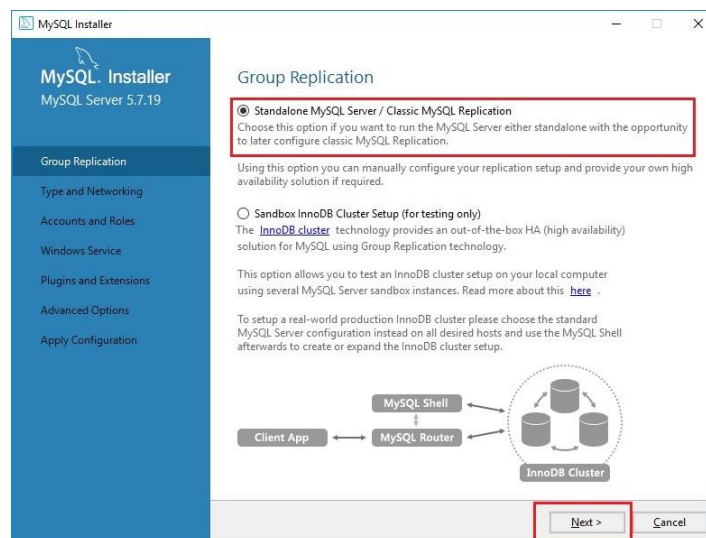 MySQL Installer
MySQL. Installer
MySQL Server 5.7.19
Group Replication
Type and Networking
Accounts and Roles
Windows Service
Plugins and Extensions
Advanced Options
Apply Configuration
Group Replication
Standalone MySQL Server / Classic MySQL Replication
Choose this option if you want to run the MySQL Server either standalone with the opportunity
to later configure classic MySQL Replication.
Using this option you can manually configure your replication setup and provide your own high
availability solution if required.
Sandbox InnoDB Cluster Setup (for testing only)
The InnoDB cluster technology provides an out-of-the-box HA (high availability)
solution for MySQL using Group Replication technology.
This option allows you to test an InnoDB cluster setup on your local computer
using several MySQL Server sandbox instances. Read more about this here .
To setup a real-world production InnoDB cluster please choose the standard
MySQL Server configuration instead on all desired hosts and use the MySQL Shell
afterwards to create or expand the InnoDB cluster setup.
MySQL Shell
Client App
MySQL Router
InnoDB Cluster
Next >
Cancel